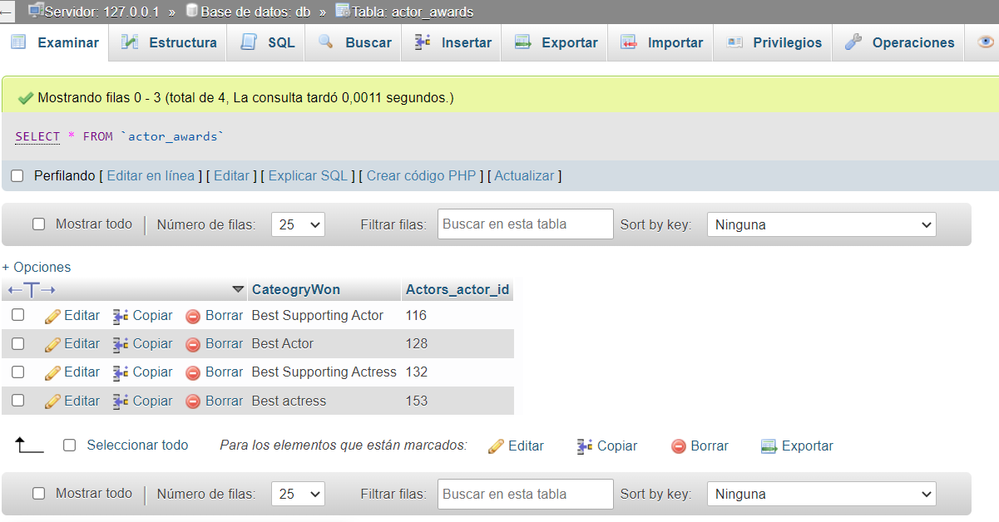 Servidor: 127.0.0.1 » Base de datos: db » Tabla: actor_awards
Examinar Estructura SQL Buscar Insertar Exportar Importar Privilegios Operaciones
Mostrando filas 0 - 3 (total de 4, La consulta tardó 0,0011 segundos.)
SELECT * FROM `actor_awards`
Perfilando [ Editar en línea ] [ Editar ] [ Explicar SQL ] [ Crear código PHP ] [ Actualizar ]
Mostrar todo | Número de filas: 25 Filtrar filas: Buscar en esta tabla Sort by key: Ninguna
+ Opciones
←T→ CateogryWon Actors_actor_id
Editar Copiar Borrar Best Supporting Actor 116
Editar Copiar Borrar Best Actor 128
Editar Copiar Borrar Best Supporting Actress 132
Editar Copiar Borrar Best actress 153
Seleccionar todo Para los elementos que están marcados: Editar Copiar Borrar Exportar
Mostrar todo | Número de filas: 25 Filtrar filas: Buscar en esta tabla Sort by key: Ninguna